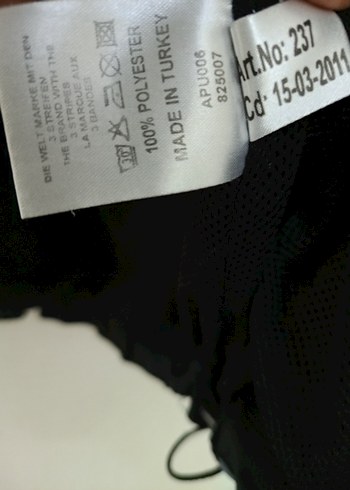 DIE WELT MARKE MIT DEN
3 STREIFEN
THE BRAND WITH THE
3 STRIPES
LA MARQUE AUX
3 BANDES
30
100% POLYESTER
MADE IN TURKEY
APU006
825007
Art.No: 237
Cd: 15-03-2011